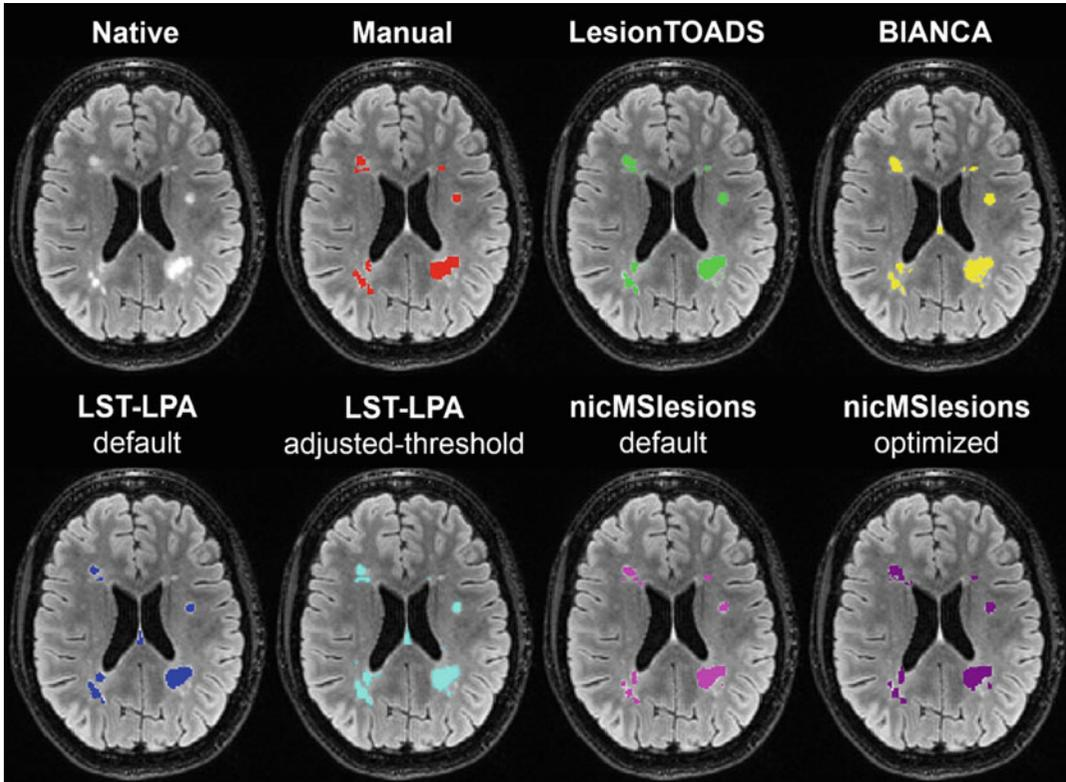 Native
Manual
LesionTOADS
BIANCA
LST-LPA
default
LST-LPA
adjusted-threshold
nicMSlesions
default
nicMSlesions
optimized